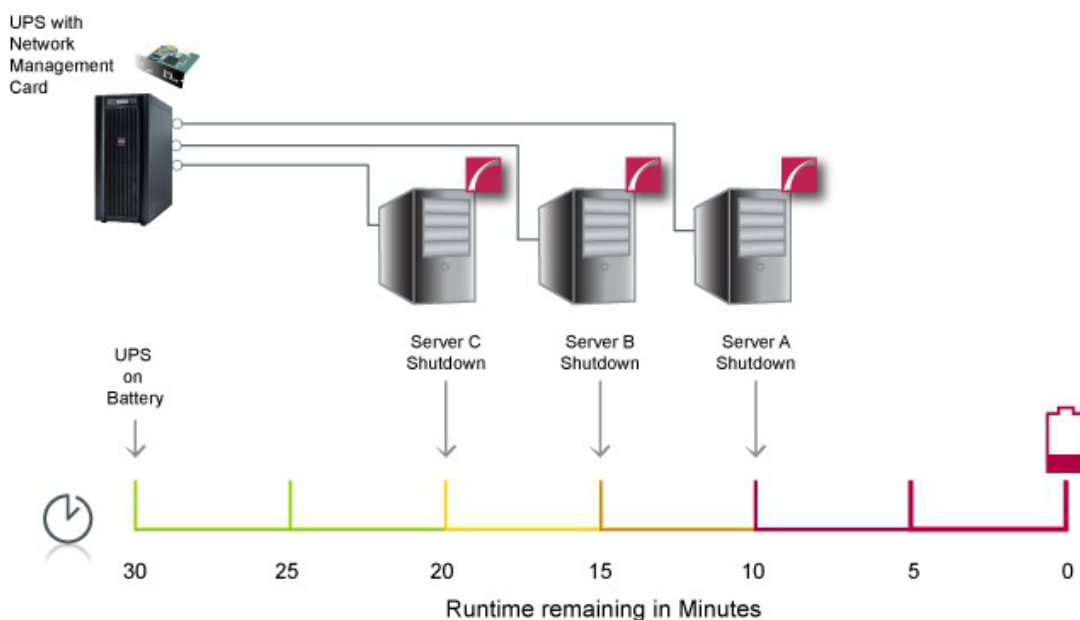 UPS with
Network
Management
Card
UPS
on
Battery
Server C
Shutdown
Server B
Shutdown
Server A
Shutdown
30 25 20 15 10 5 0
Runtime remaining in Minutes